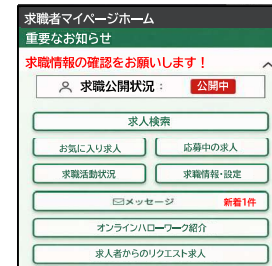 求職者マイページホーム
重要なお知らせ
求職情報の確認をお願いします！
求職公開状況： 公開中
求人検索
お気に入り求人 応募中の求人
求職活動状況 求職情報・設定
メッセージ 新着1件
オンラインハローワーク紹介
求人者からのリクエスト求人